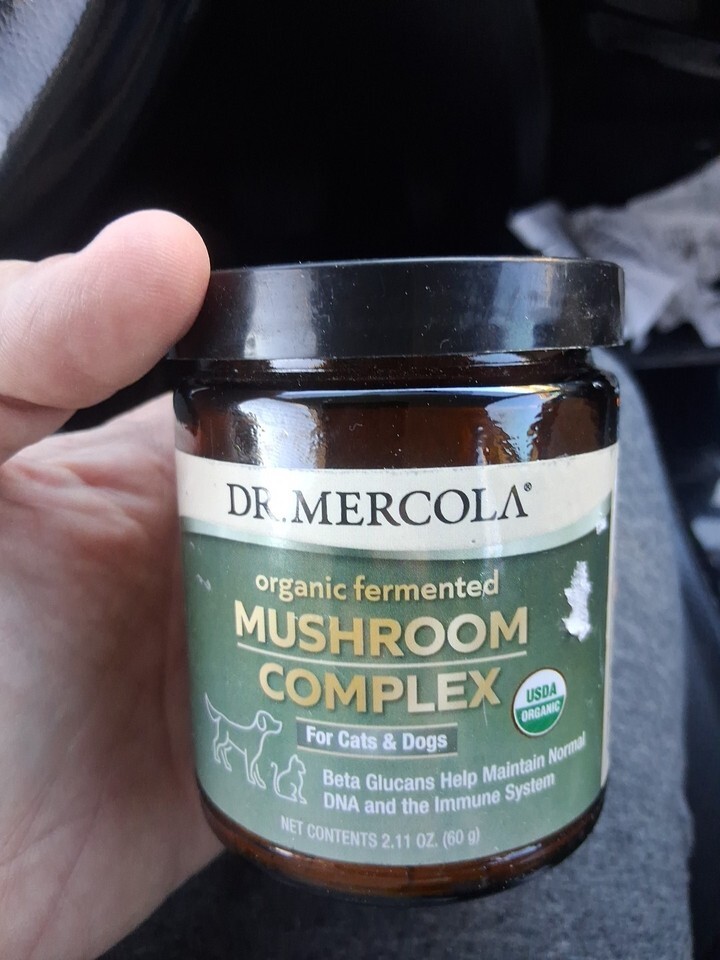 DR. MERCOLA®
organic fermented
MUSHROOM
COMPLEX
USDA
ORGANIC
For Cats & Dogs
Beta Glucans Help Maintain Normal
DNA and the Immune System
NET CONTENTS 2.11 OZ. (60 g)